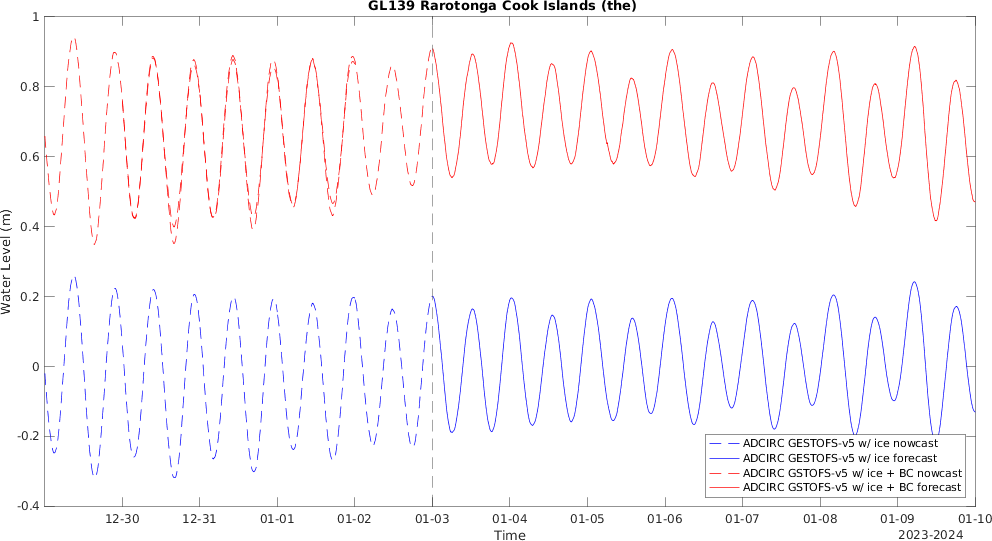 GL139 Rarotonga Cook Islands (the)
1
0.8
0.6
0.4
0.2
0
-0.2
-0.4
Water Level (m)
ADCIRC GESTOFS-v5 w/ ice nowcast
ADCIRC GESTOFS-v5 w/ ice forecast
ADCIRC GSTOFS-v5 w/ ice + BC nowcast
ADCIRC GSTOFS-v5 w/ ice + BC forecast
12-30 12-31 01-01 01-02 01-03 01-04 01-05 01-06 01-07 01-08 01-09 01-10
Time
2023-2024